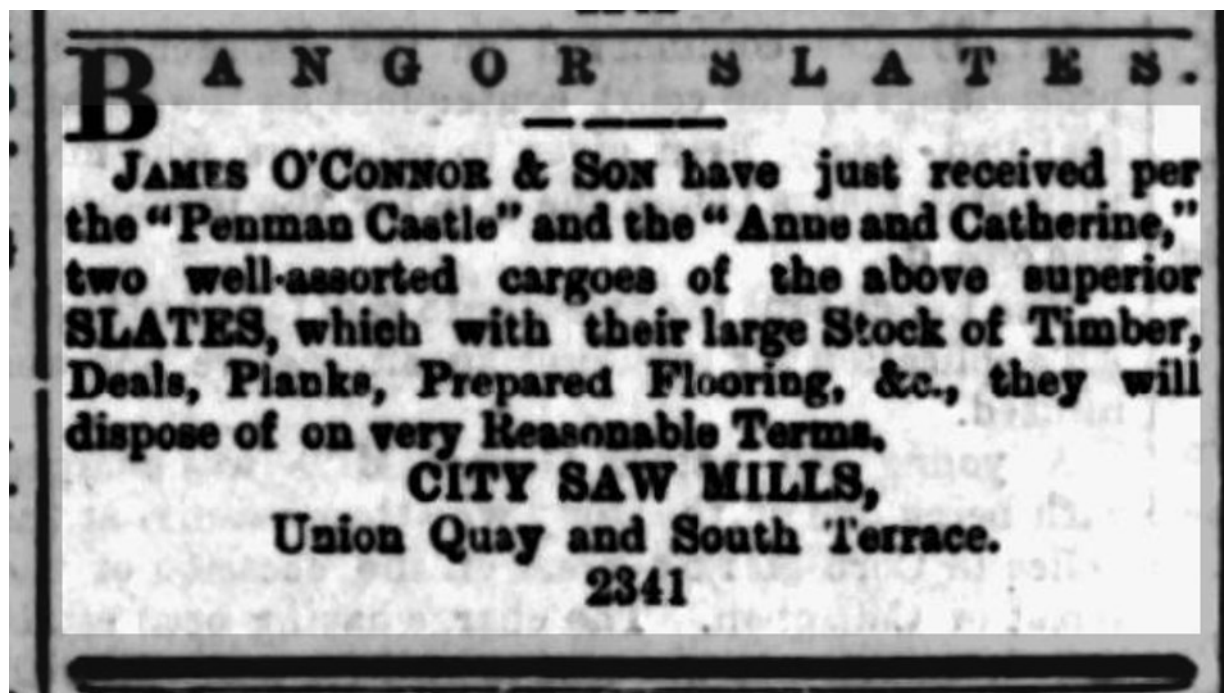 BANGOR SLATES.
JAMES O'CONNOR & SON have just received per
the "Penman Castle" and the "Anne and Catherine,"
two well-assorted cargoes of the above superior
SLATES, which with their large Stock of Timber,
Deals, Planks, Prepared Flooring, &c., they will
dispose of on very Reasonable Terms.
CITY SAW MILLS,
Union Quay and South Terrace.
2341